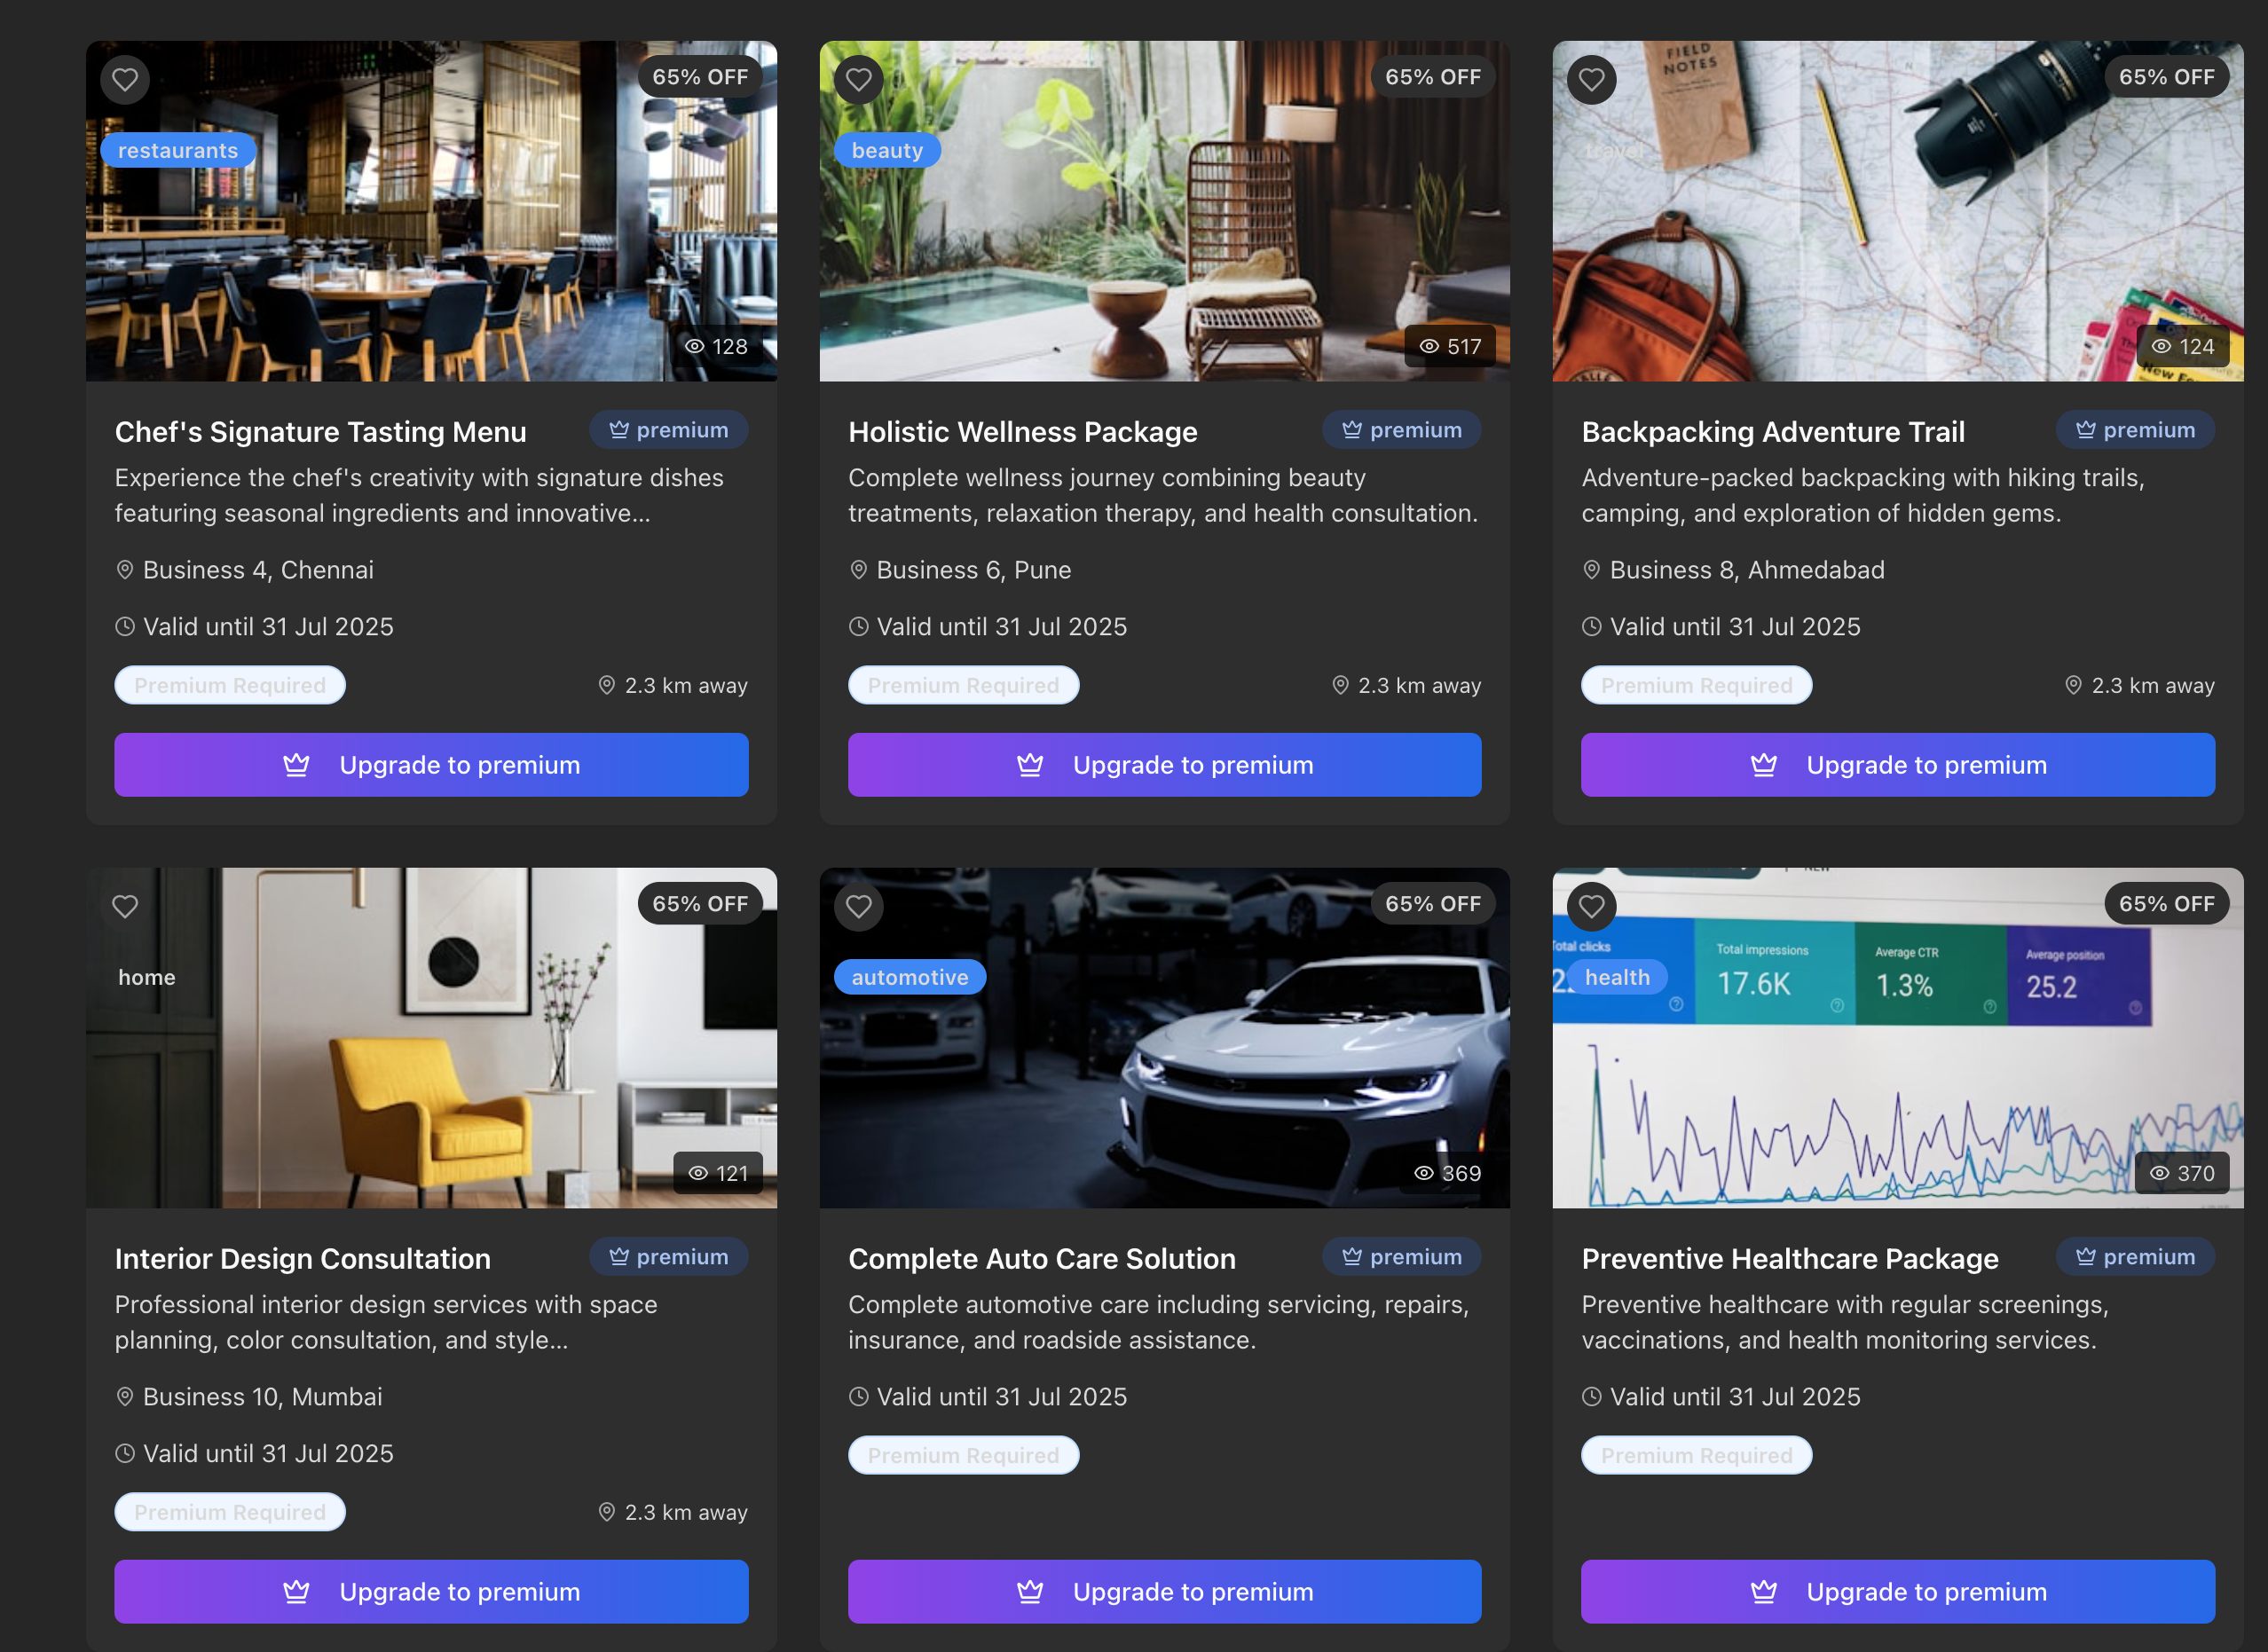 65% OFF
restaurants
128
Chef's Signature Tasting Menu
premium
Experience the chef's creativity with signature dishes
featuring seasonal ingredients and innovative...
Business 4, Chennai
Valid until 31 Jul 2025
Premium Required
2.3 km away
Upgrade to premium
65% OFF
beauty
517
Holistic Wellness Package
premium
Complete wellness journey combining beauty
treatments, relaxation therapy, and health consultation.
Business 6, Pune
Valid until 31 Jul 2025
Premium Required
2.3 km away
Upgrade to premium
FIELD
NOTES
65% OFF
travel
124
Backpacking Adventure Trail
premium
Adventure-packed backpacking with hiking trails,
camping, and exploration of hidden gems.
Business 8, Ahmedabad
Valid until 31 Jul 2025
Premium Required
2.3 km away
Upgrade to premium
65% OFF
home
121
Interior Design Consultation
premium
Professional interior design services with space
planning, color consultation, and style...
Business 10, Mumbai
Valid until 31 Jul 2025
Premium Required
2.3 km away
Upgrade to premium
65% OFF
automotive
369
Complete Auto Care Solution
premium
Complete automotive care including servicing, repairs,
insurance, and roadside assistance.
Valid until 31 Jul 2025
Premium Required
Upgrade to premium
65% OFF
Total clicks
Total impressions
Average CTR
Average position
health
17.6K
1.3%
25.2
370
Preventive Healthcare Package
premium
Preventive healthcare with regular screenings,
vaccinations, and health monitoring services.
Valid until 31 Jul 2025
Premium Required
Upgrade to premium